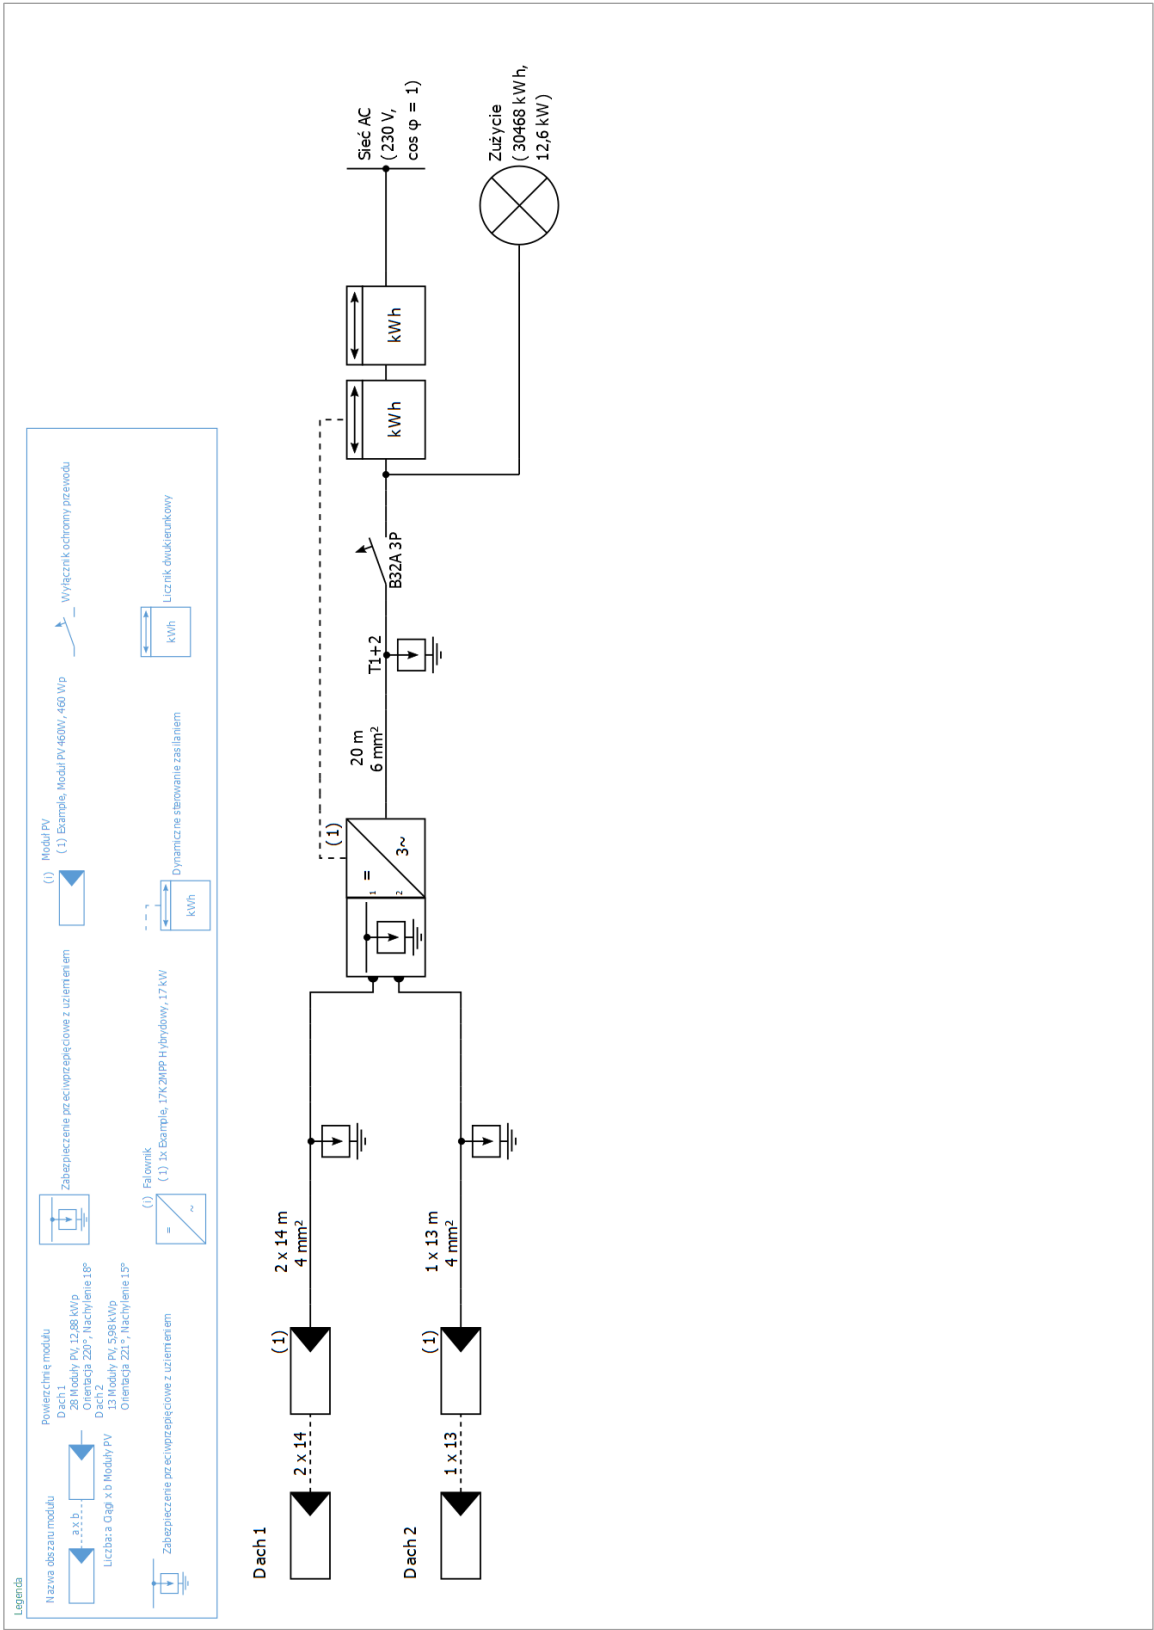 Legenda
Nazwa obszaru modułu
a x b
Liczba: a Ciągi x b Moduły PV
Powierzchnię modułu
Dach 1
28 Moduły PV, 12,88 kWp
Orientacja 220°, Nachylenie 18°
Dach 2
13 Moduły PV, 5,98 kWp
Orientacja 221°, Nachylenie 15°
Zabezpieczenie przeciwprzepięciowe z uziemieniem
(i) Moduł PV
(1) Example, Moduł PV 460W, 460 Wp
Wyłącznik ochronny przewodu
Zabezpieczenie przeciwprzepięciowe z uziemieniem
(i) Falownik
= ~
(1) 1x Example, 17K 2MPP Hybrydowy, 17 kW
kWh
Dynamiczne sterowanie zasilaniem
kWh
Licznik dwukierunkowy
Dach 1
2 x 14
(1)
2 x 14 m
4 mm²
Dach 2
1 x 13
(1)
1 x 13 m
4 mm²
(1)
=
1
2
3~
20 m
6 mm²
T1+2
B32A 3P
kWh
kWh
Sieć AC
(230 V,
cos φ = 1)
Zużycie
(30468 kWh,
12,6 kW)